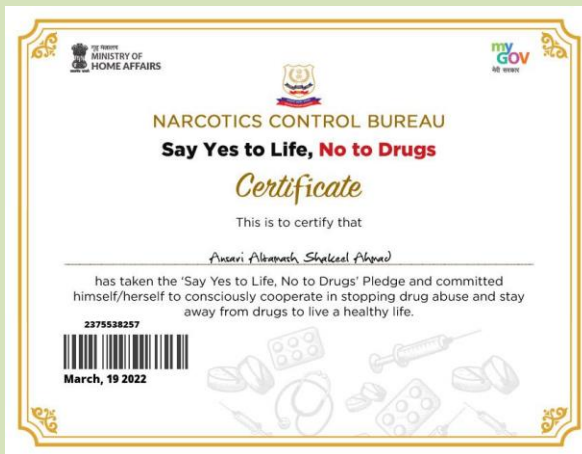 गृह मंत्रालय
MINISTRY OF
HOME AFFAIRS
my
GOV
मेरी सरकार
NARCOTICS CONTROL BUREAU
Say Yes to Life, No to Drugs
Certificate
This is to certify that
Ansari Altamash Shakeel Ahmad
has taken the 'Say Yes to Life, No to Drugs' Pledge and committed
himself/herself to consciously cooperate in stopping drug abuse and stay
away from drugs to live a healthy life.
2375538257
March, 19 2022